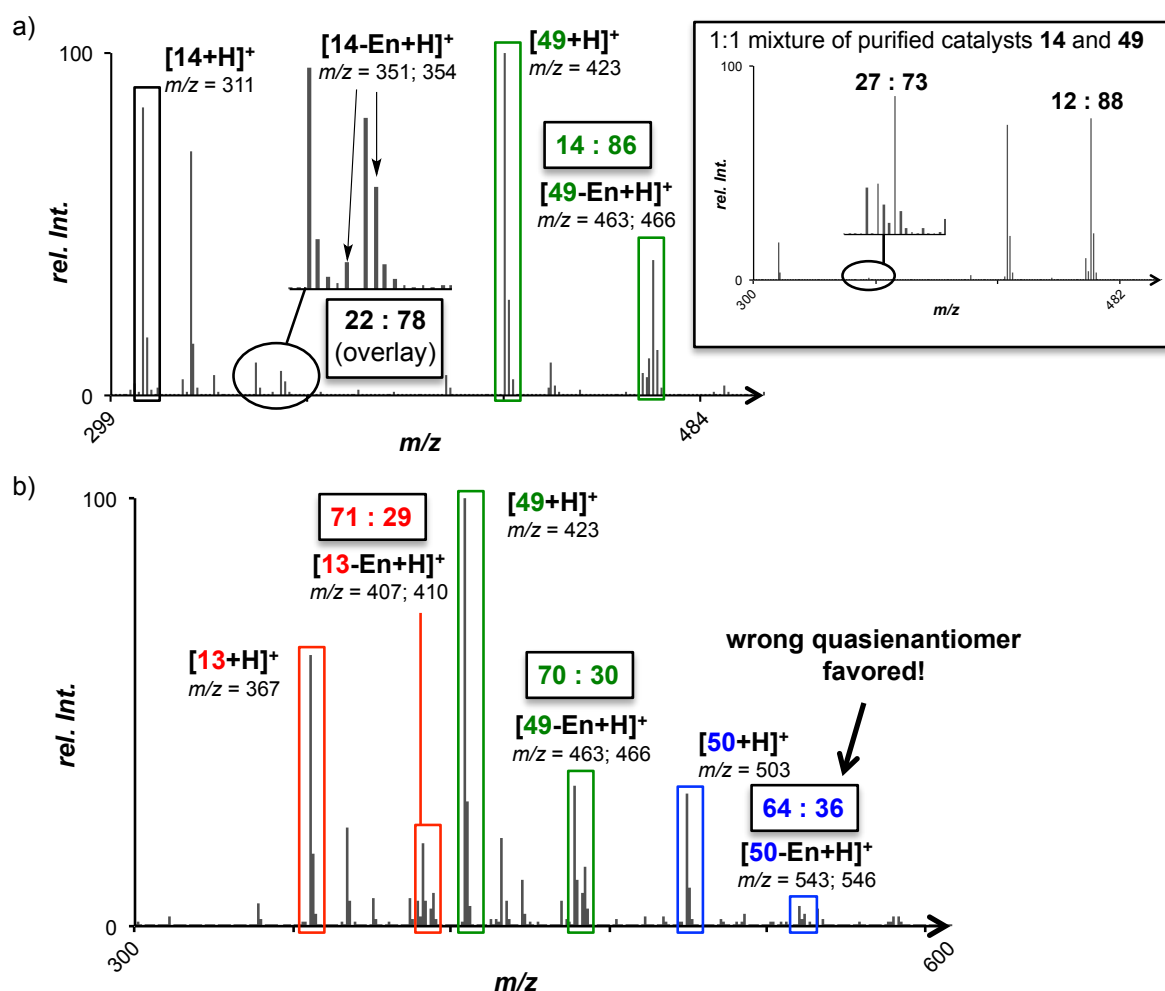 a)
100
rel. Int.
0
299
484
m/z
[14+H]+
m/z = 311
[14-En+H]+
m/z = 351; 354
22 : 78
(overlay)
[49+H]+
m/z = 423
14 : 86
[49-En+H]+
m/z = 463; 466
1:1 mixture of purified catalysts 14 and 49
100
27 : 73
12 : 88
rel. Int.
0
300
482
m/z
b)
100
rel. Int.
0
300
600
m/z
[13+H]+
m/z = 367
71 : 29
[13-En+H]+
m/z = 407; 410
[49+H]+
m/z = 423
70 : 30
[49-En+H]+
m/z = 463; 466
wrong quasienantiomer
favored!
[50+H]+
m/z = 503
64 : 36
[50-En+H]+
m/z = 543; 546